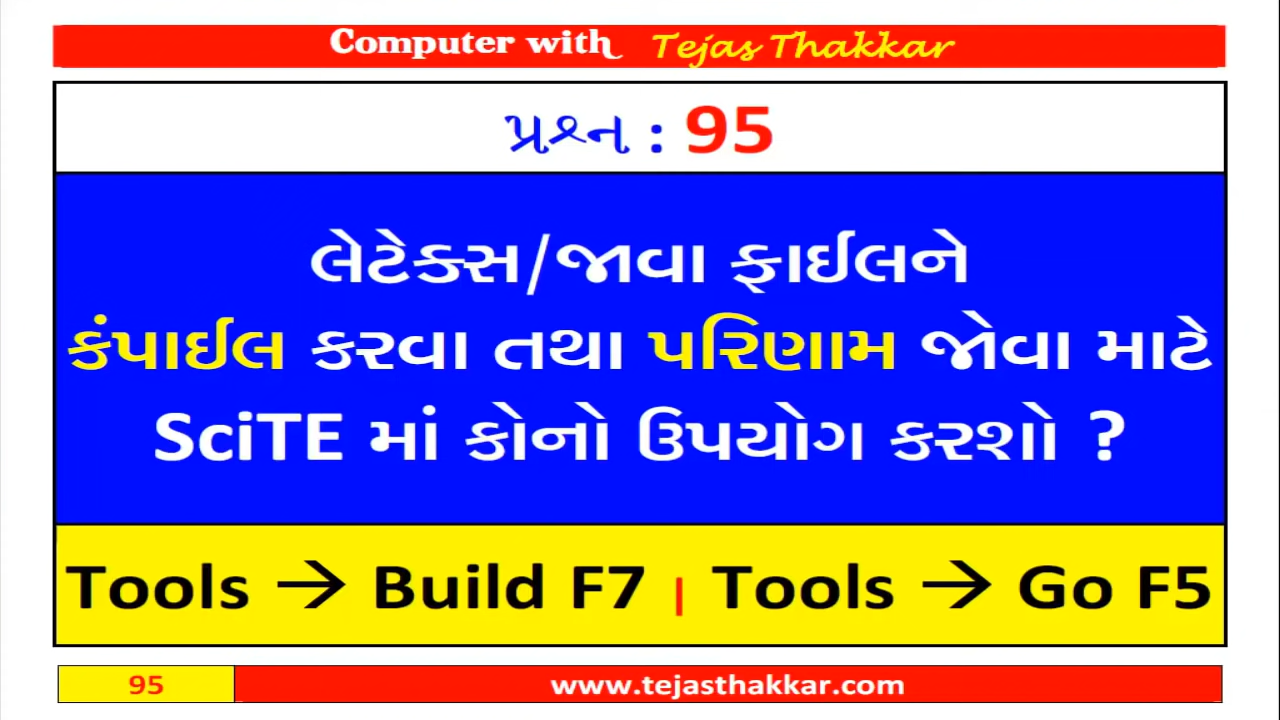 Computer with Tejas Thakkar
પ્રશ્ન : 95
લેટેક્સ/જાવા ફાઈલને
કંપાઈલ કરવા તથા પરિણામ જોવા માટે
SciTE માં કોનો ઉપયોગ કરશો ?
Tools → Build F7 | Tools → Go F5
95 www.tejasthakkar.com